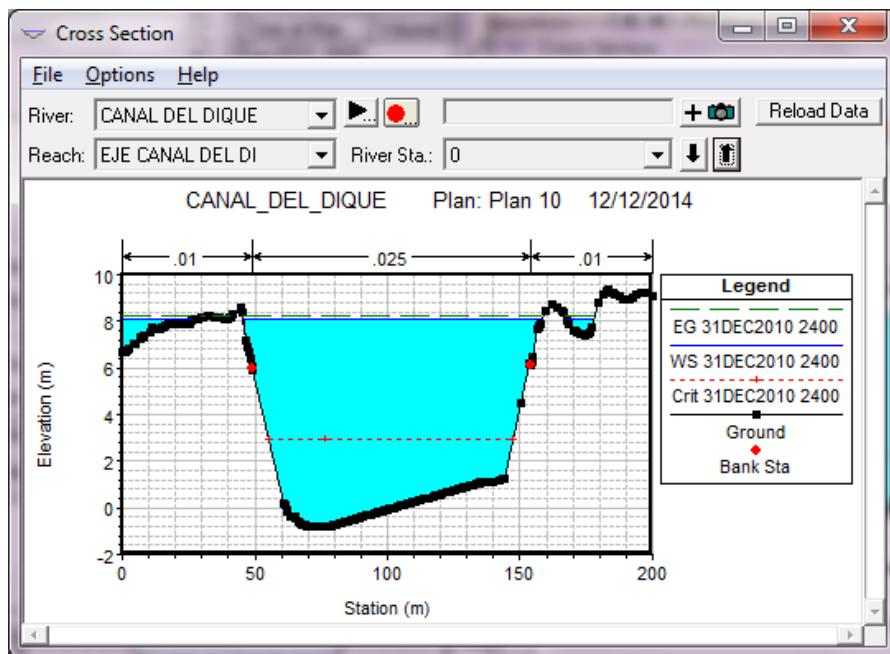 Cross Section
File Options Help
River: CANAL DEL DIQUE Reload Data
Reach: EJE CANAL DEL DI River Sta.: 0
CANAL_DEL_DIQUE Plan: Plan 10 12/12/2014
.01 .025 .01
10
8
6
4
2
0
-2
0 50 100 150 200
Station (m)
Elevation (m)
Legend
EG 31DEC2010 2400
WS 31DEC2010 2400
Crit 31DEC2010 2400
Ground
Bank Sta